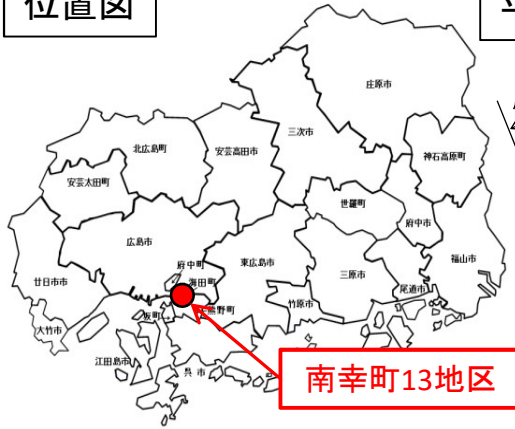 位置図
庄原市
三次市
北広島町
安芸高田市
神石高原町
安芸太田町
世羅町
府中市
広島市
福山市
府中町
東広島市
三原市
廿日市市
海田町
尾道市
竹原市
熊野町
坂町
大竹市
江田島市
呉市
南幸町13地区